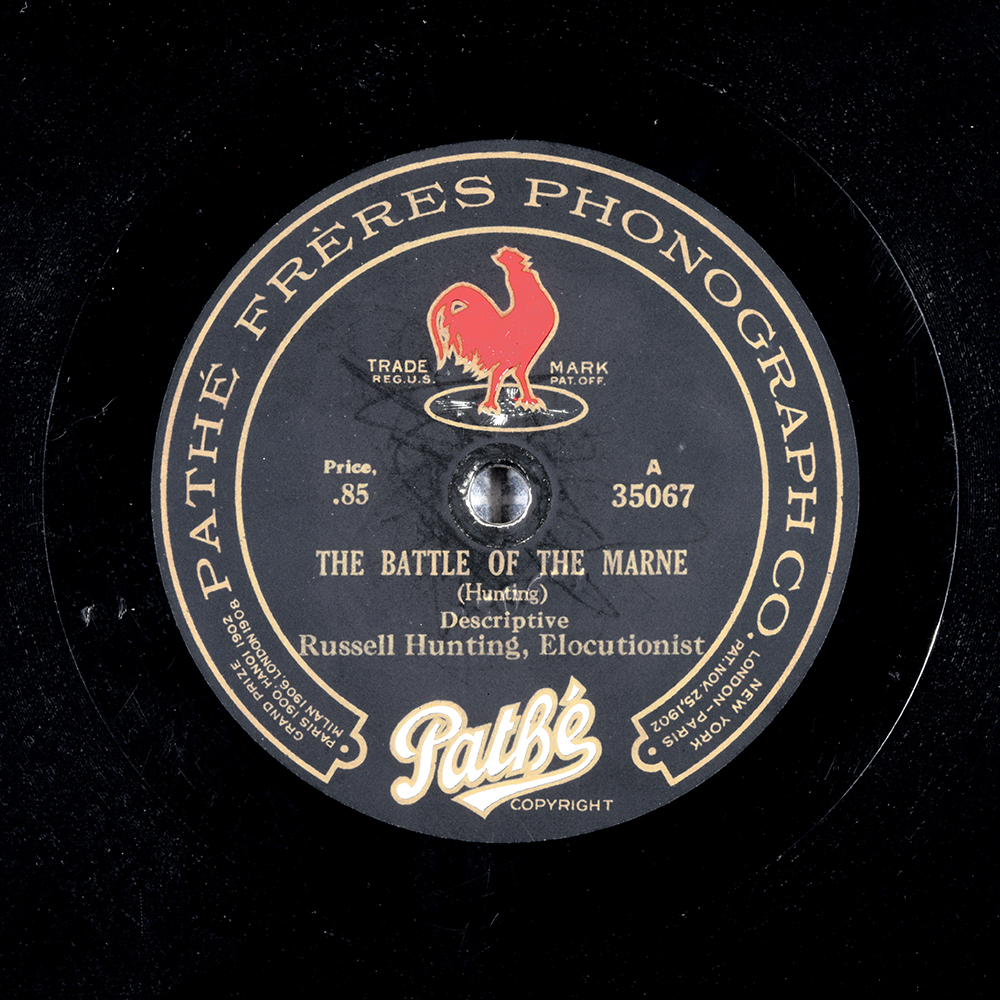 PATHÉ FRÈRES PHONOGRAPH CO.
TRADE MARK
REG.U.S. PAT.OFF.
Price, A
.85 35067
THE BATTLE OF THE MARNE
(Hunting)
Descriptive
Russell Hunting, Elocutionist
GRAND PRIZE
PARIS 1900 HANOI 1902
MILAN 1906. LONDON 1908
NEW YORK
LONDON-PARIS
PAT. NOV. 25, 1902
Pathé
COPYRIGHT